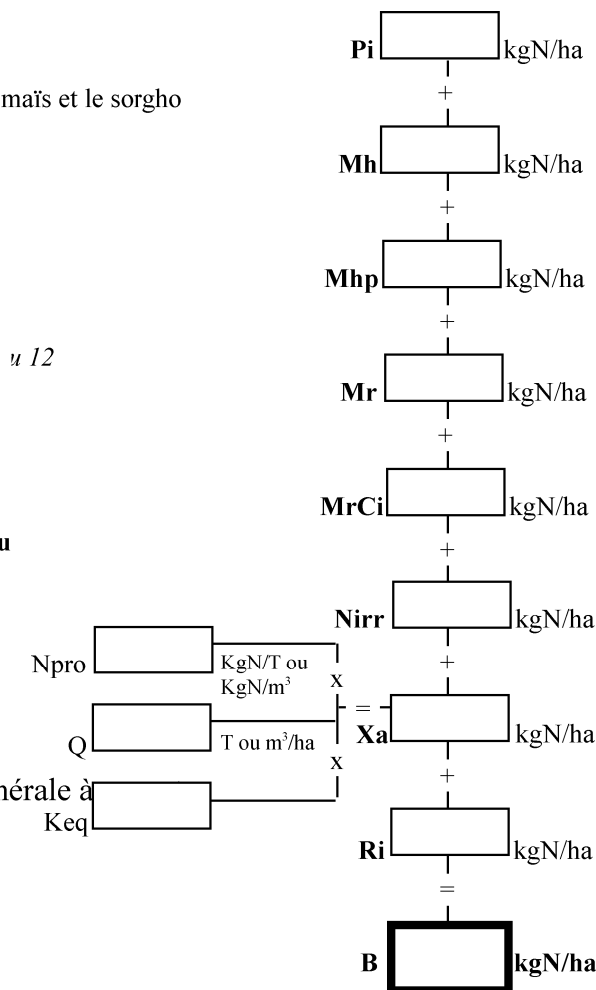 Pi kgN/ha
+
maïs et le sorgho
Mh kgN/ha
+
Mhp kgN/ha
+
u 12
Mr kgN/ha
+
MrCi kgN/ha
+
u
Nirr kgN/ha
+
Npro KgN/T ou
KgN/m³
x
= Xa kgN/ha
Q T ou m³/ha
x
+
nérale à
Keq
Ri kgN/ha
=
B kgN/ha